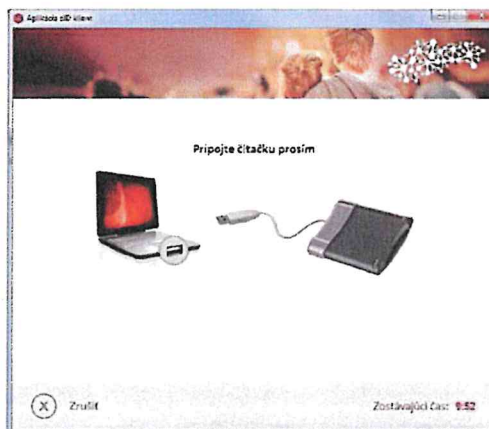 Aplikácia eID klient
Pripojte čítačku prosím
Zrušiť
Zostávajúci čas: 9:52